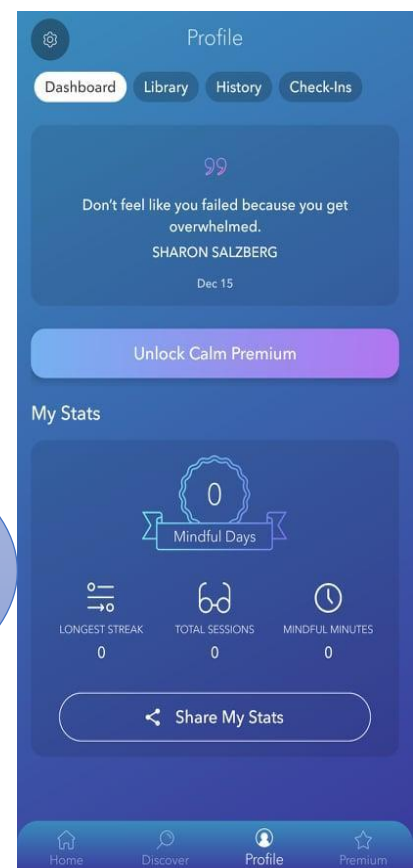 Profile
Dashboard Library History Check-Ins
Don't feel like you failed because you get
overwhelmed.
SHARON SALZBERG
Dec 15
Unlock Calm Premium
My Stats
0
Mindful Days
LONGEST STREAK TOTAL SESSIONS MINDFUL MINUTES
0 0 0
Share My Stats
Home Discover Profile Premium